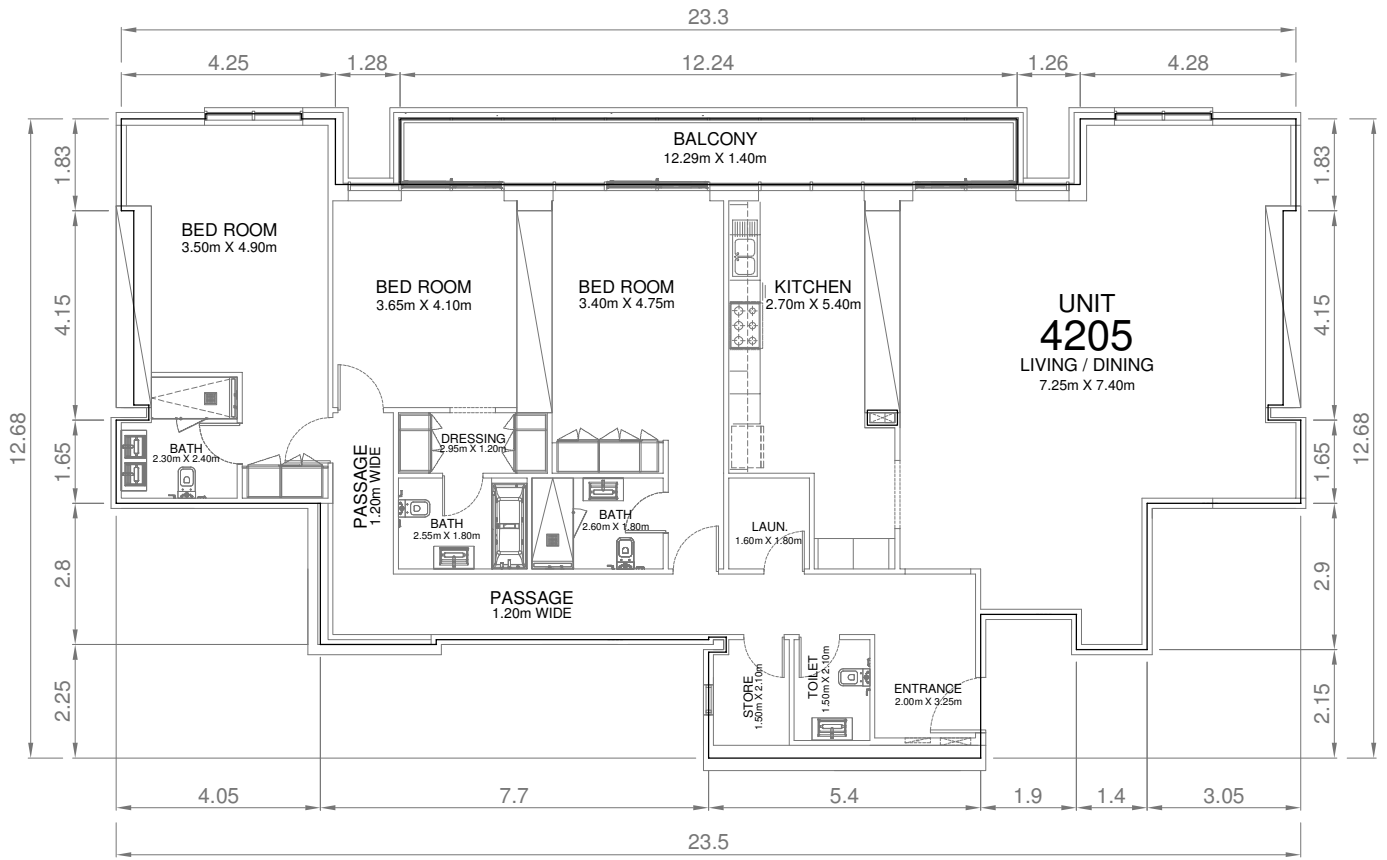 23.3
4.25
1.28
12.24
1.26
4.28
BALCONY
12.29m X 1.40m
1.83
1.83
BED ROOM
3.50m X 4.90m
BED ROOM
3.65m X 4.10m
BED ROOM
3.40m X 4.75m
KITCHEN
2.70m X 5.40m
UNIT
4205
LIVING / DINING
7.25m X 7.40m
4.15
4.15
12.68
12.68
BATH
2.30m X 2.40m
PASSAGE
1.20m WIDE
DRESSING
2.95m X 1.20m
1.65
1.65
BATH
2.55m X 1.80m
BATH
2.60m X 1.80m
LAUN.
1.60m X 1.80m
2.8
2.9
PASSAGE
1.20m WIDE
STORE
1.50m X 2.10m
TOILET
1.50m X 2.10m
ENTRANCE
2.00m X 3.25m
2.25
2.15
4.05
7.7
5.4
1.9
1.4
3.05
23.5